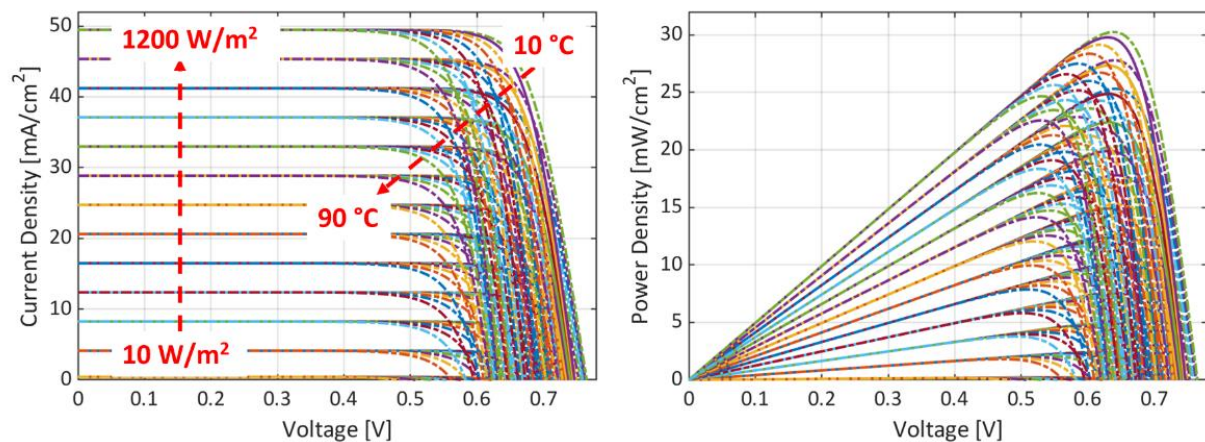 50
40
30
20
10
0
Current Density [mA/cm²]
1200 W/m²
10 °C
90 °C
10 W/m²
0 0.1 0.2 0.3 0.4 0.5 0.6 0.7
Voltage [V]
30
25
20
15
10
5
0
Power Density [mW/cm²]
0 0.1 0.2 0.3 0.4 0.5 0.6 0.7
Voltage [V]